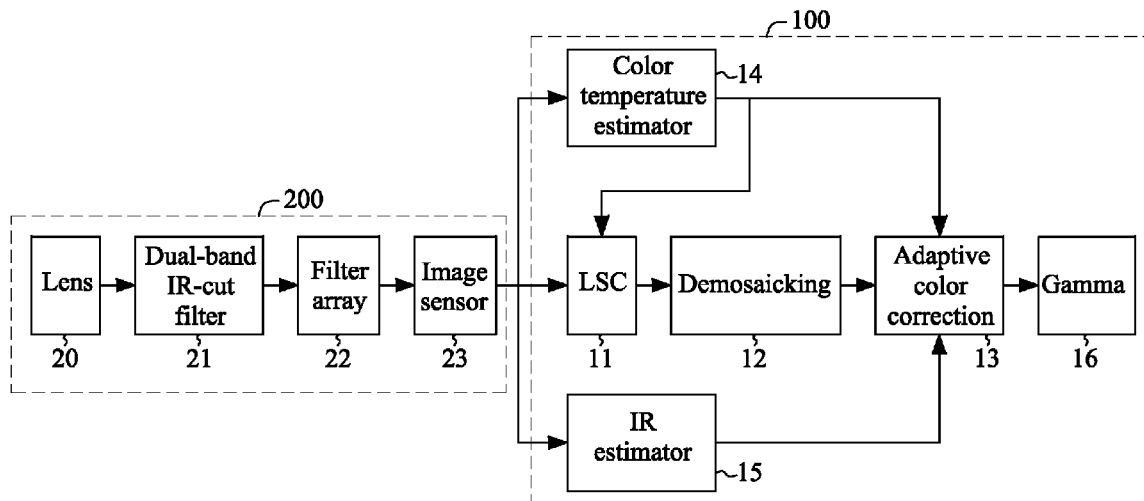 100
Color
temperature
estimator
14
200
Lens
20
Dual-band
IR-cut
filter
21
Filter
array
22
Image
sensor
23
LSC
11
Demosaicking
12
Adaptive
color
correction
13
Gamma
16
IR
estimator
15